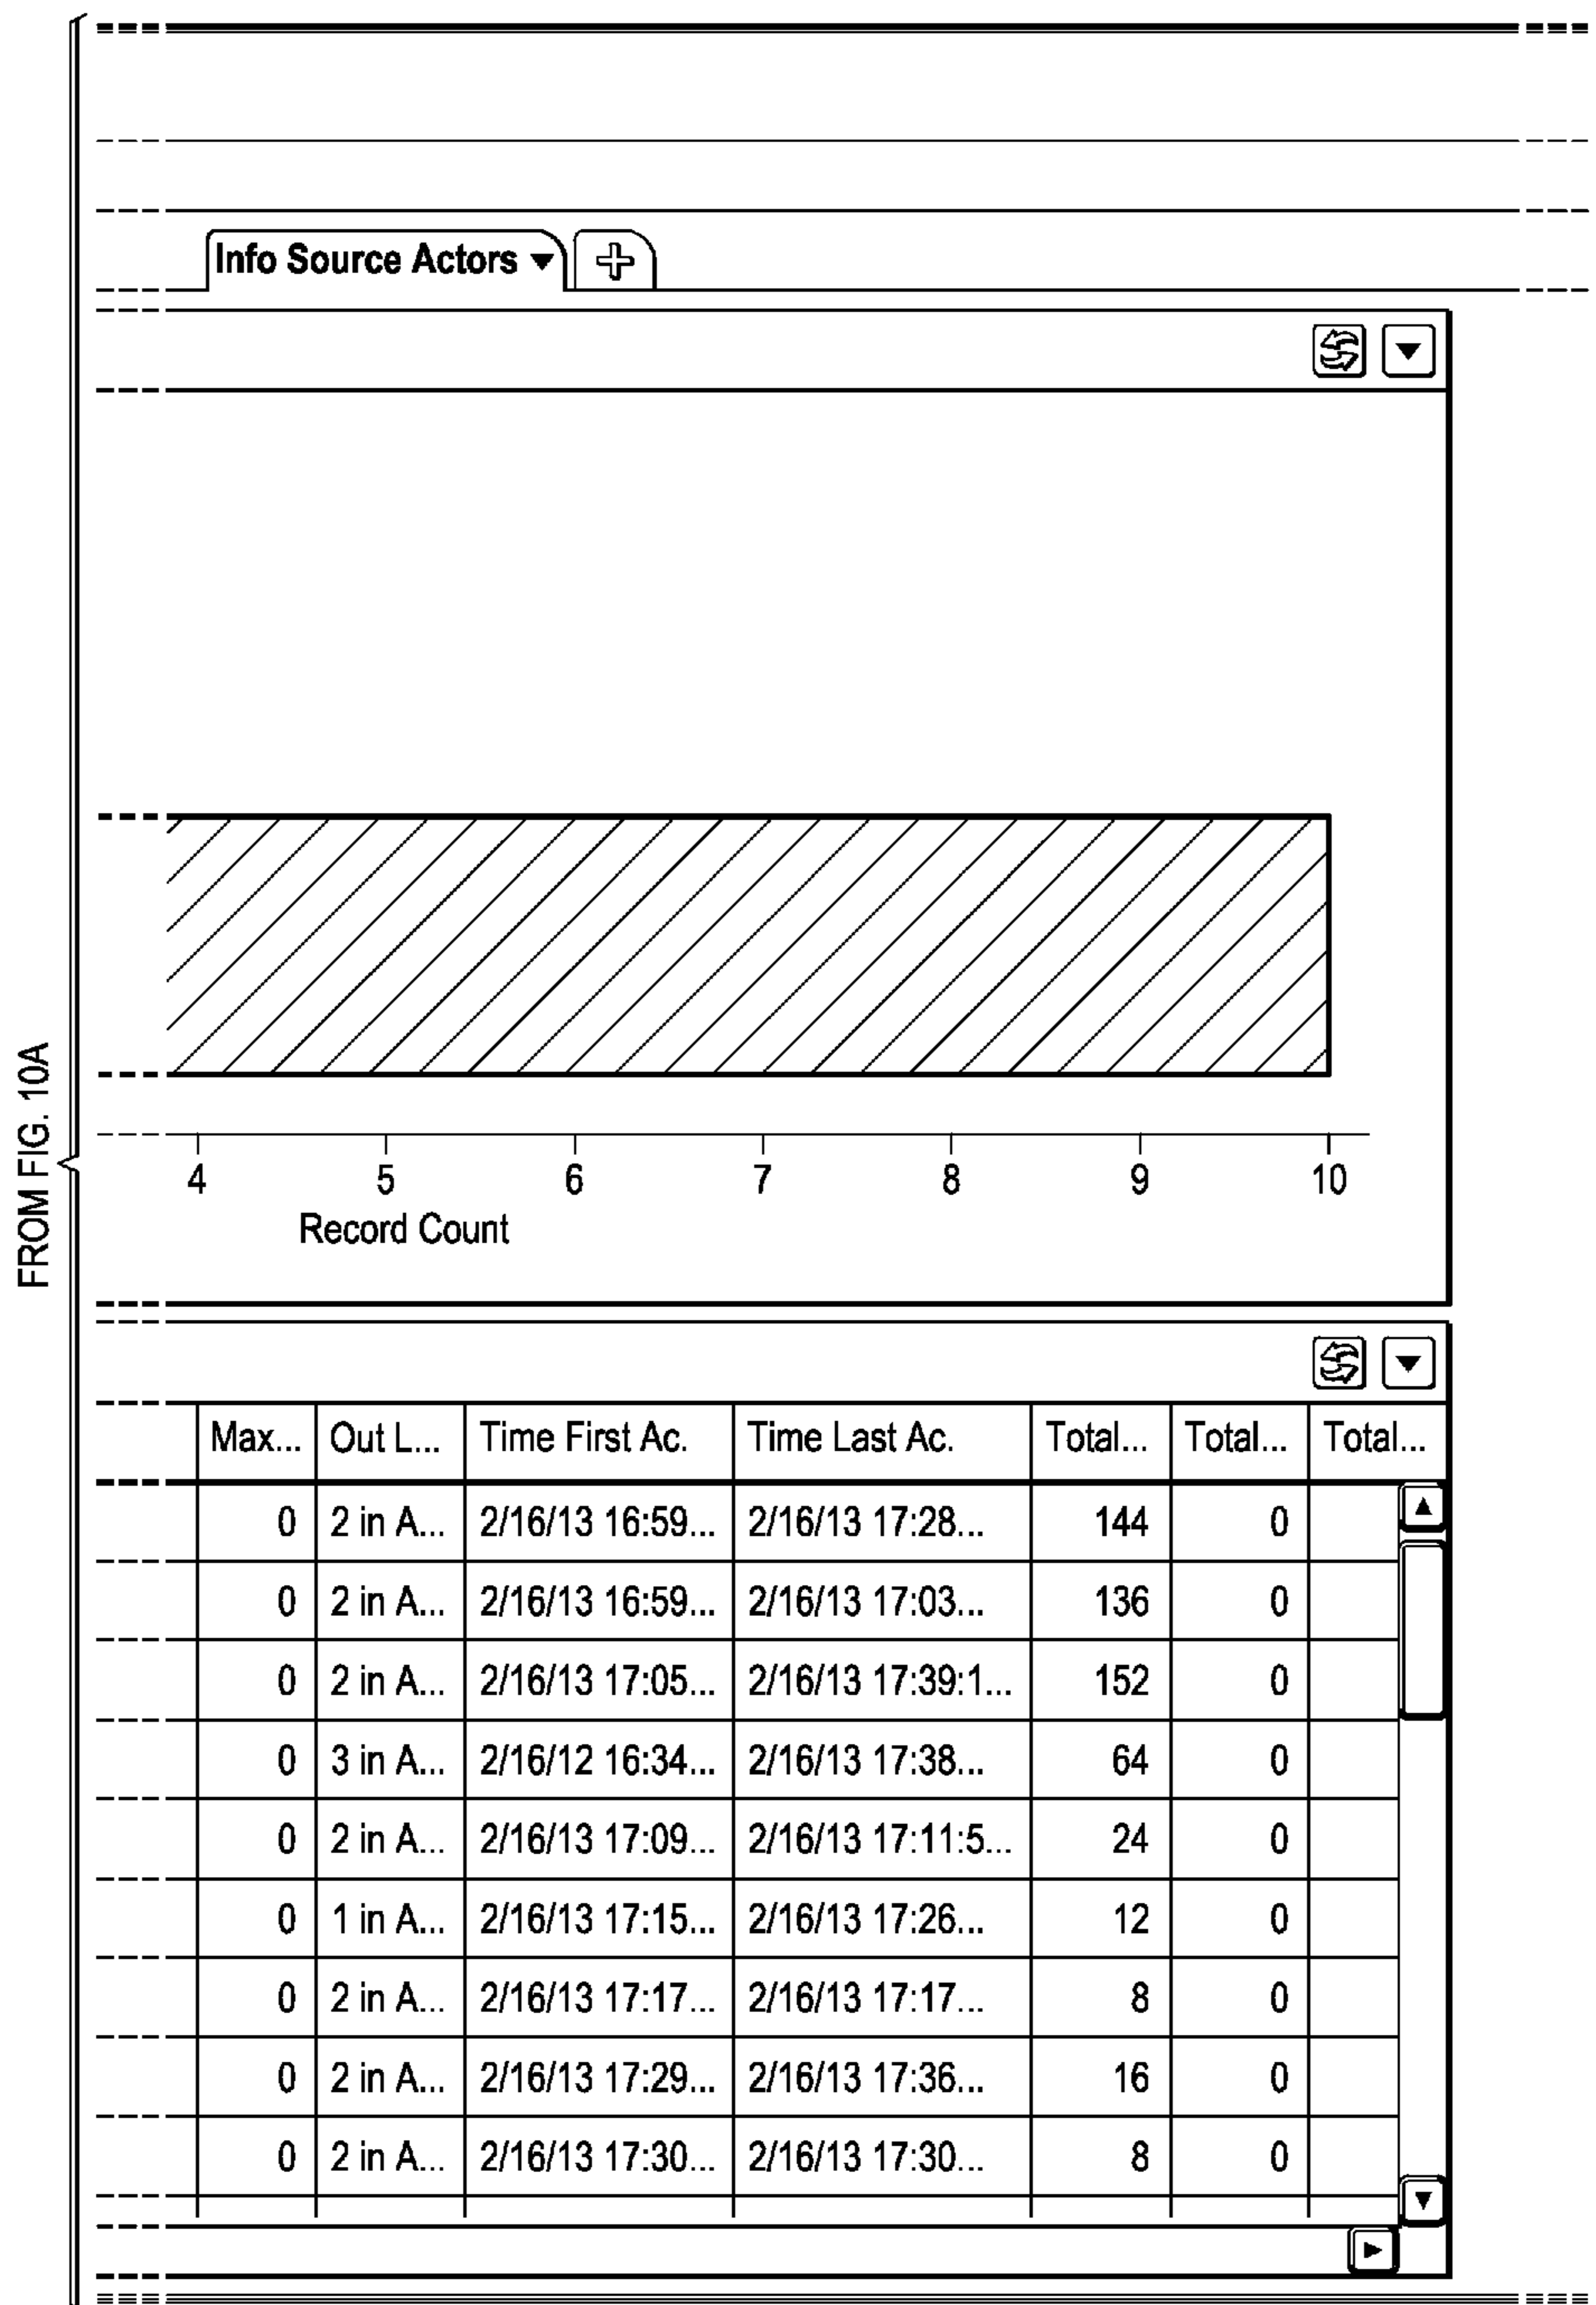 FROM FIG. 10A
Info Source Actors
4 5 6 7 8 9 10
Record Count
Max... Out L... Time First Ac. Time Last Ac. Total... Total... Total...
0 2 in A... 2/16/13 16:59... 2/16/13 17:28... 144 0
0 2 in A... 2/16/13 16:59... 2/16/13 17:03... 136 0
0 2 in A... 2/16/13 17:05... 2/16/13 17:39:1... 152 0
0 3 in A... 2/16/12 16:34... 2/16/13 17:38... 64 0
0 2 in A... 2/16/13 17:09... 2/16/13 17:11:5... 24 0
0 1 in A... 2/16/13 17:15... 2/16/13 17:26... 12 0
0 2 in A... 2/16/13 17:17... 2/16/13 17:17... 8 0
0 2 in A... 2/16/13 17:29... 2/16/13 17:36... 16 0
0 2 in A... 2/16/13 17:30... 2/16/13 17:30... 8 0